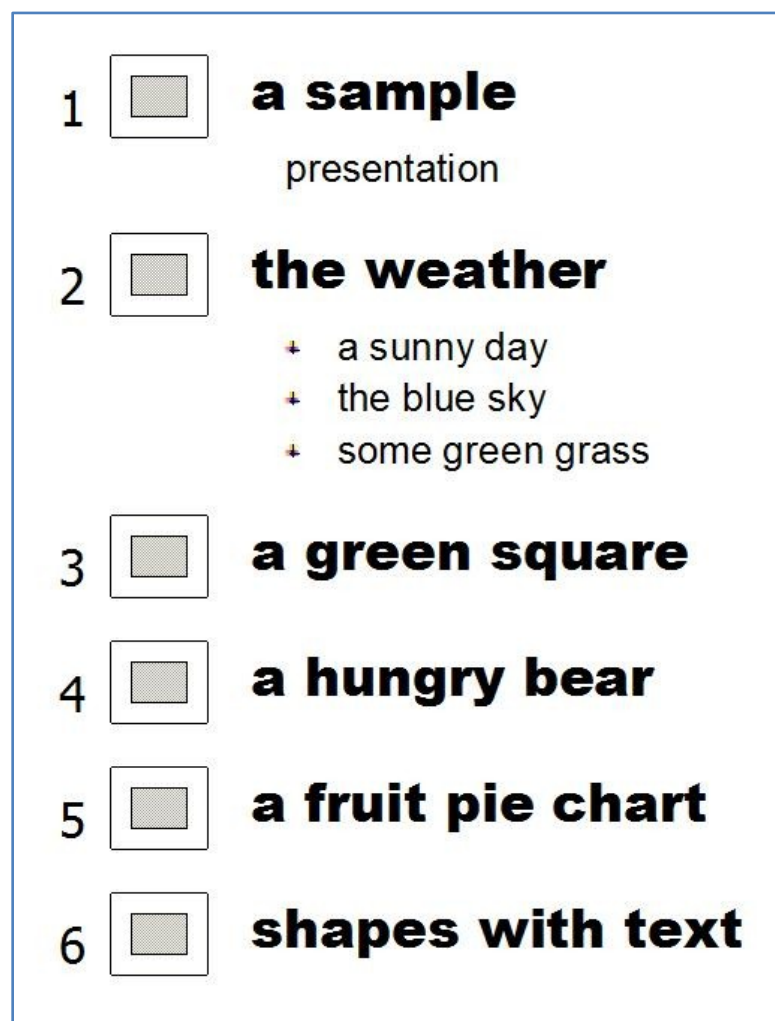 1 a sample
presentation
2 the weather
a sunny day
the blue sky
some green grass
3 a green square
4 a hungry bear
5 a fruit pie chart
6 shapes with text